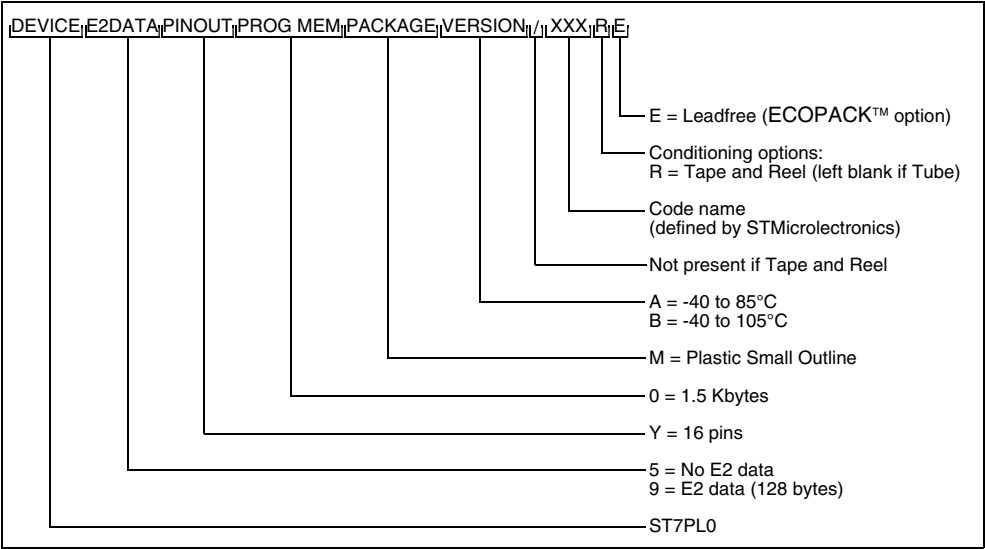 DEVICE E2DATA PINOUT PROG MEM PACKAGE VERSION / XXX R E
E = Leadfree (ECOPACK™ option)
Conditioning options:
R = Tape and Reel (left blank if Tube)
Code name
(defined by STMicrolectronics)
Not present if Tape and Reel
A = -40 to 85°C
B = -40 to 105°C
M = Plastic Small Outline
0 = 1.5 Kbytes
Y = 16 pins
5 = No E2 data
9 = E2 data (128 bytes)
ST7PL0